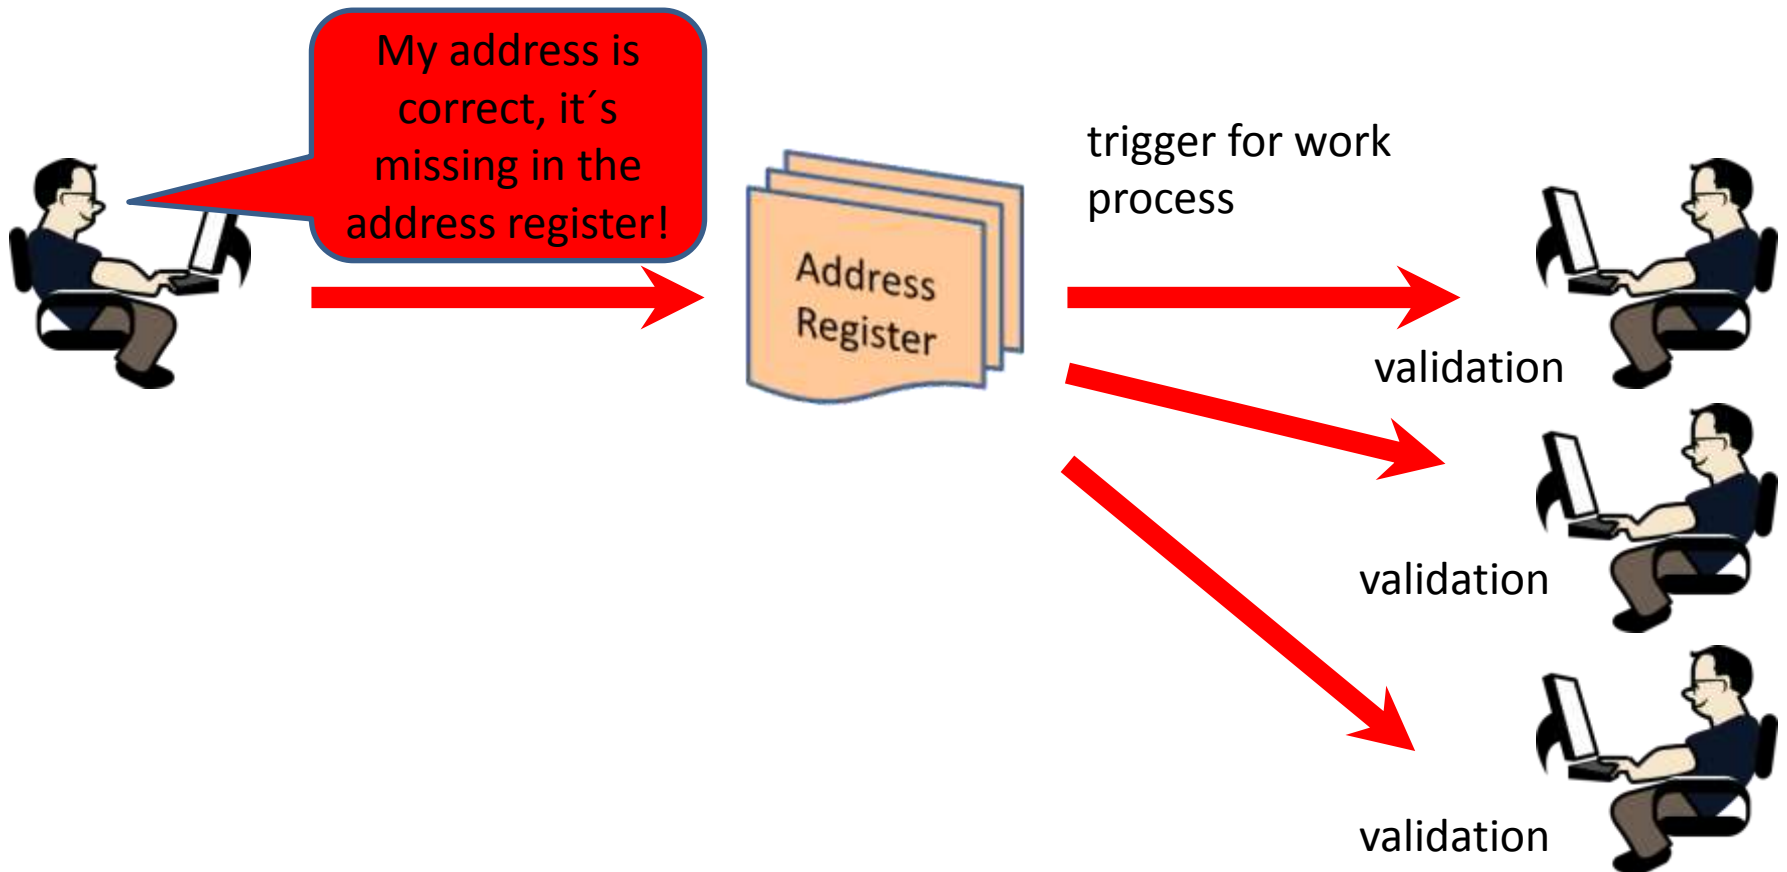 My address is
correct, it´s
missing in the
address register!
Address
Register
trigger for work
process
validation
validation
validation